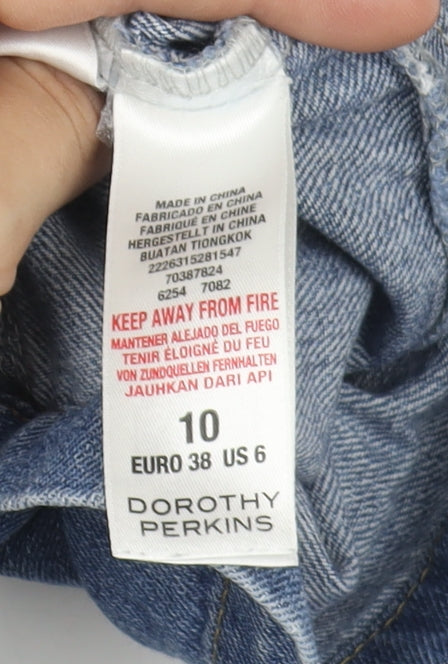 MADE IN CHINA
FABRICADO EN CHINA
FABRIQUÉ EN CHINE
HERGESTELLT IN CHINA
BUATAN TIONGKOK
2226315281547
70387824
6254 7082
KEEP AWAY FROM FIRE
MANTENER ALEJADO DEL FUEGO
TENIR ÉLOIGNÉ DU FEU
VON ZUNDQUELLEN FERNHALTEN
JAUHKAN DARI API
10
EURO 38 US 6
DOROTHY
PERKINS